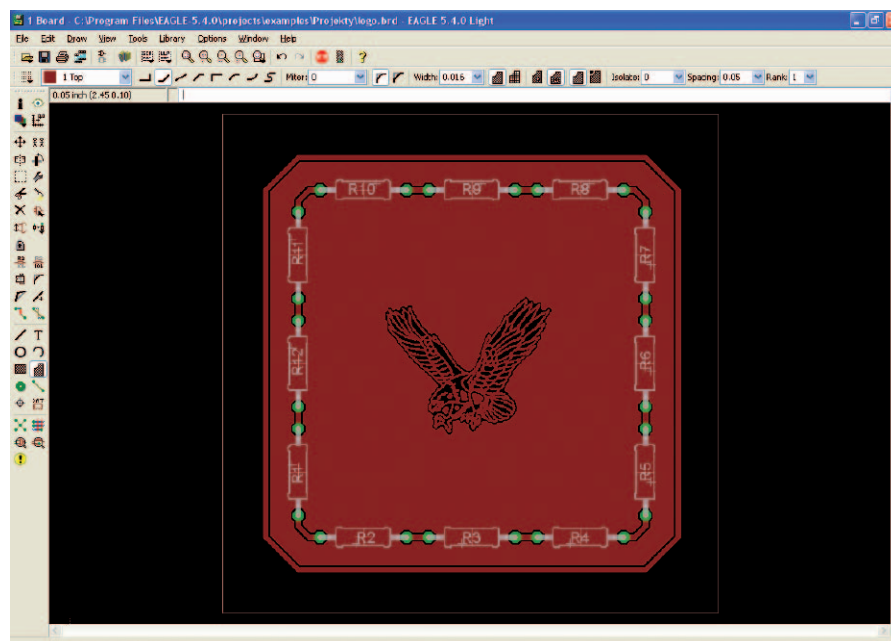 1 Board - C:\Program Files\EAGLE-5.4.0\projects\examples\Projekty\lego.brd - EAGLE 5.4.0 Light
File Edit Draw View Tools Library Options Window Help
1 Top Miter: 0 Width: 0.016 Isolate: 0 Spacing: 0.05 Rank: 1
0.05 inch (2.45 0.10)
R10 R9 R8
R11 R7
R12 R6
R1 R5
R2 R3 R4